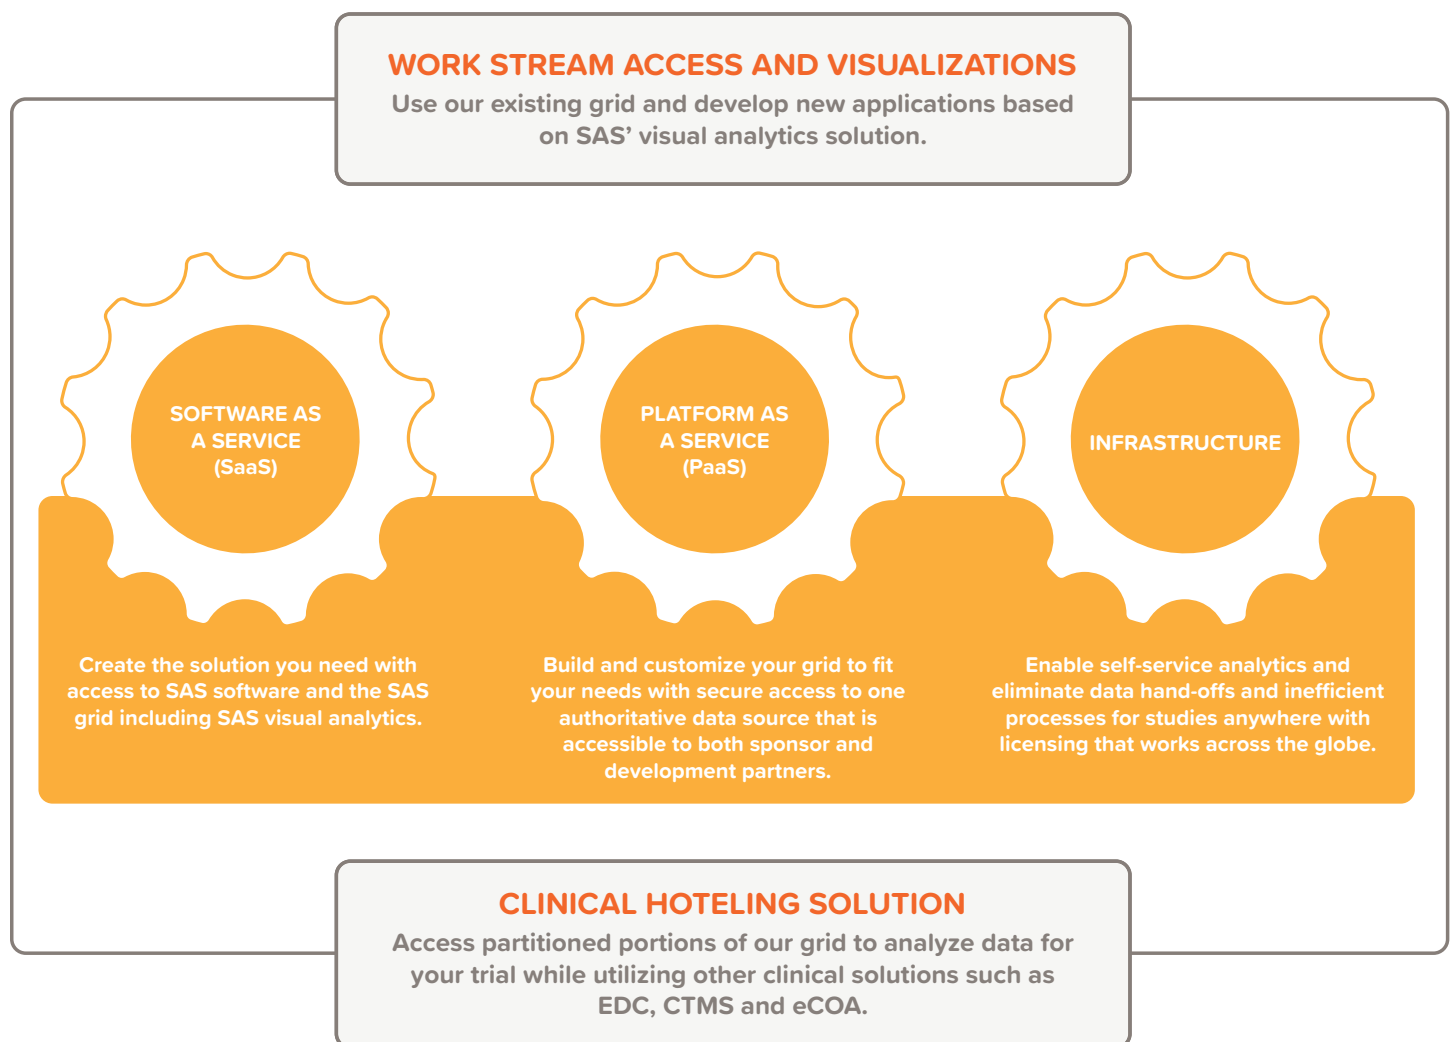 WORK STREAM ACCESS AND VISUALIZATIONS
Use our existing grid and develop new applications based
on SAS’ visual analytics solution.
SOFTWARE AS
A SERVICE
(SaaS)
PLATFORM AS
A SERVICE
(PaaS)
INFRASTRUCTURE
Create the solution you need with
access to SAS software and the SAS
grid including SAS visual analytics.
Build and customize your grid to fit
your needs with secure access to one
authoritative data source that is
accessible to both sponsor and
development partners.
Enable self-service analytics and
eliminate data hand-offs and inefficient
processes for studies anywhere with
licensing that works across the globe.
CLINICAL HOTELING SOLUTION
Access partitioned portions of our grid to analyze data for
your trial while utilizing other clinical solutions such as
EDC, CTMS and eCOA.